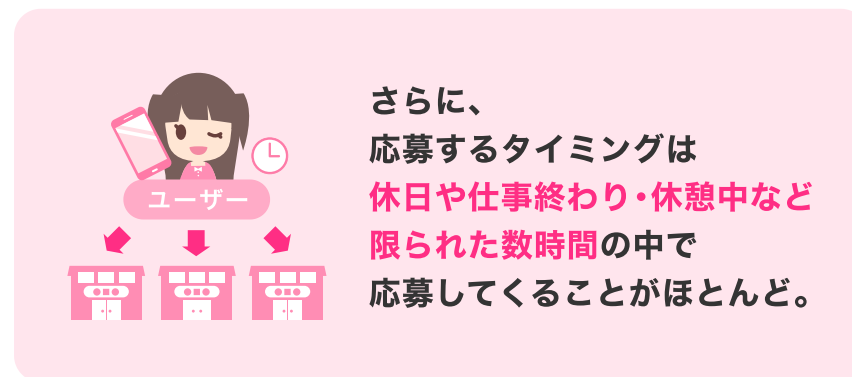 さらに、
応募するタイミングは
休日や仕事終わり・休憩中など
限られた数時間の中で
応募してくることがほとんど。
ユーザー